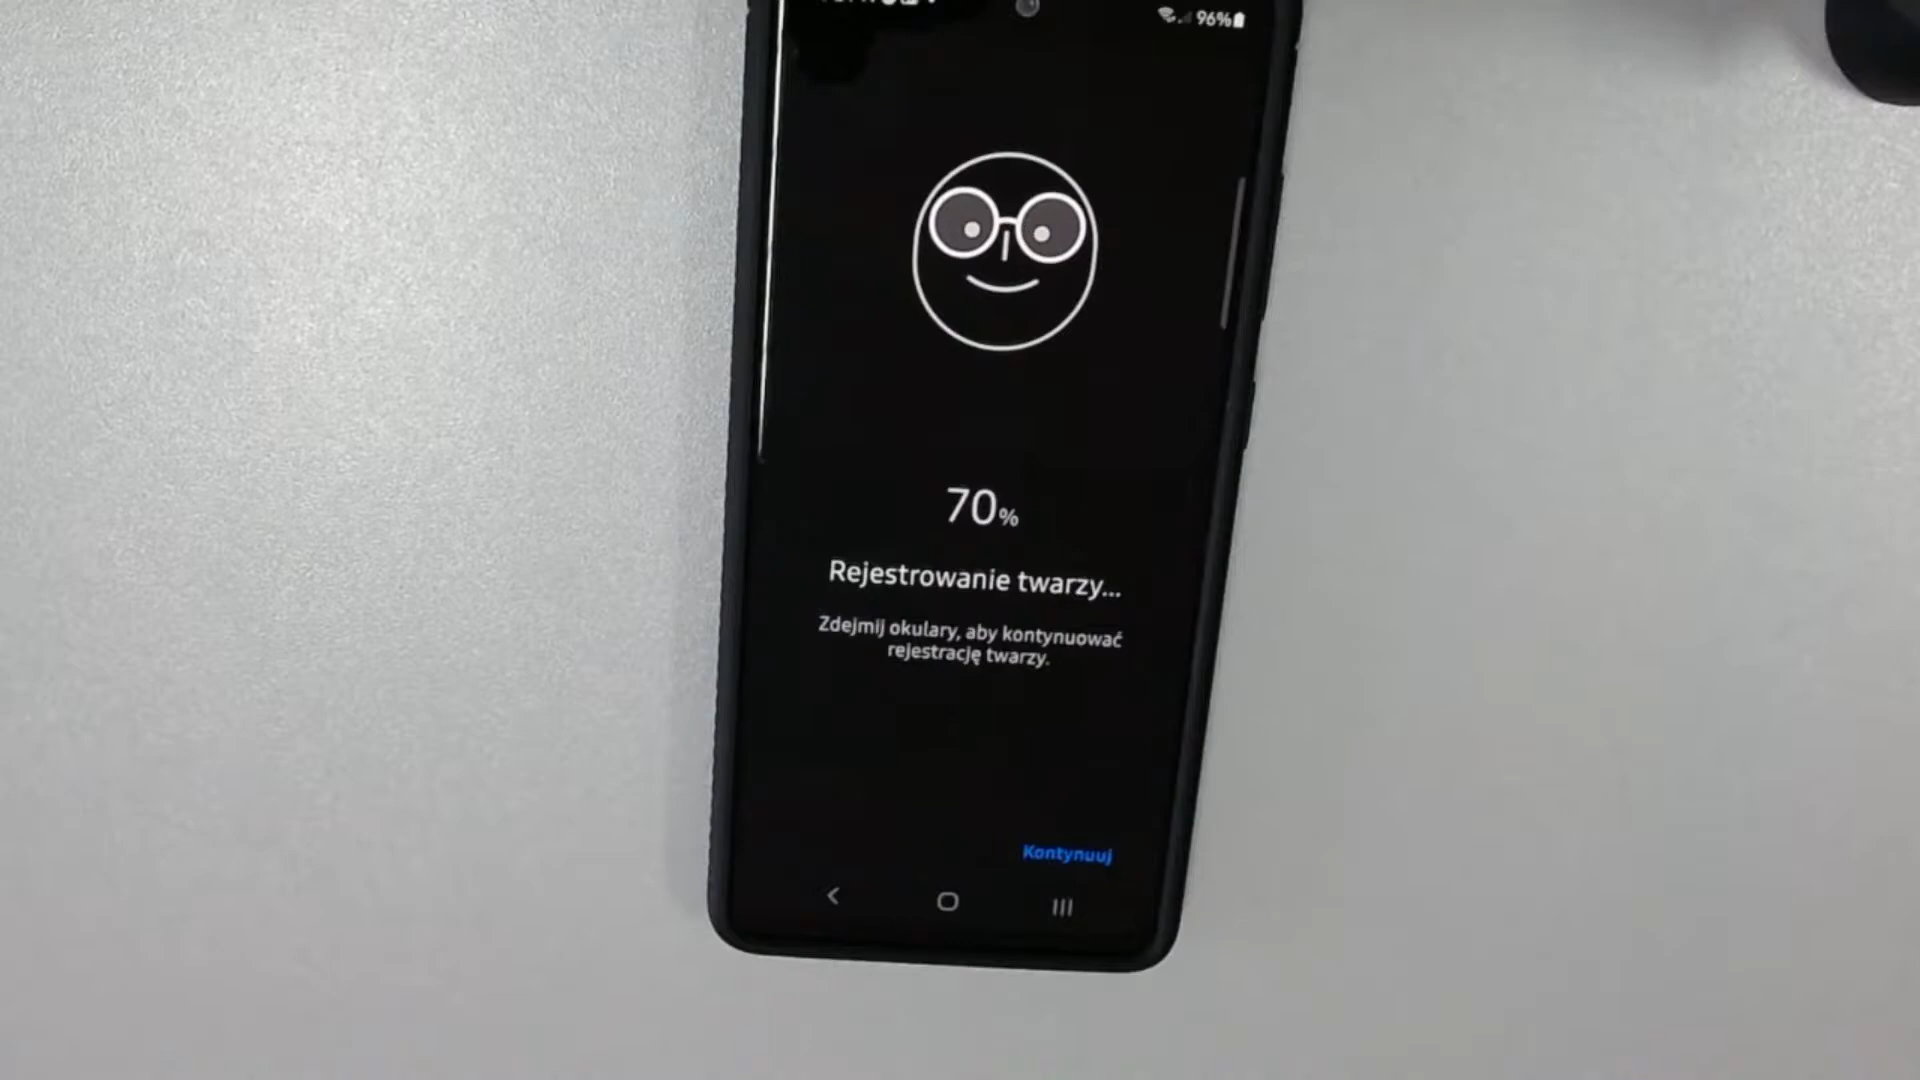 96%
70%
Rejestrowanie twarzy...
Zdejmij okulary, aby kontynuować
rejestrację twarzy.
Kontynuuj